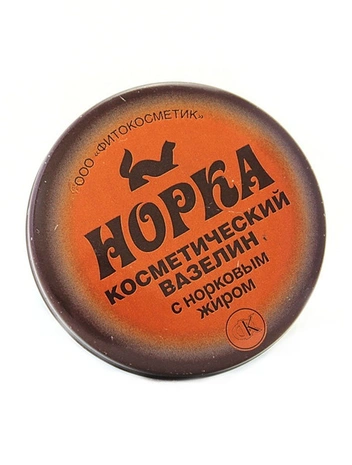 ООО «ФИТОКОСМЕТИК»
НОРКА
КОСМЕТИЧЕСКИЙ
ВАЗЕЛИН
С НОРКОВЫМ
ЖИРОМ
К